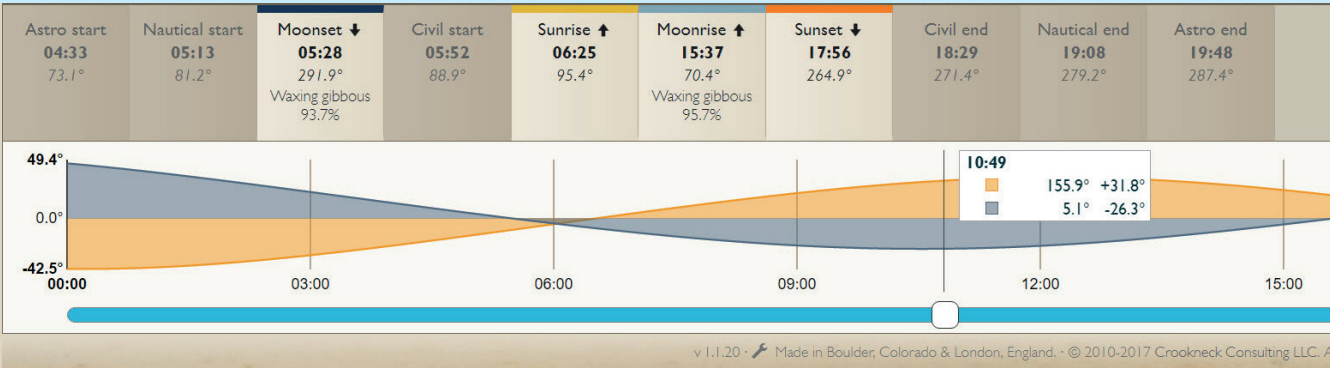 Astro start
04:33
73.1°
Nautical start
05:13
81.2°
Moonset ↓
05:28
291.9°
Waxing gibbous
93.7%
Civil start
05:52
88.9°
Sunrise ↑
06:25
95.4°
Moonrise ↑
15:37
70.4°
Waxing gibbous
95.7%
Sunset ↓
17:56
264.9°
Civil end
18:29
271.4°
Nautical end
19:08
279.2°
Astro end
19:48
287.4°
49.4°
0.0°
-42.5°
10:49
155.9° +31.8°
5.1° -26.3°
00:00 03:00 06:00 09:00 12:00 15:00
v 1.1.20 · Made in Boulder, Colorado & London, England. · © 2010-2017 Crookneck Consulting LLC. A